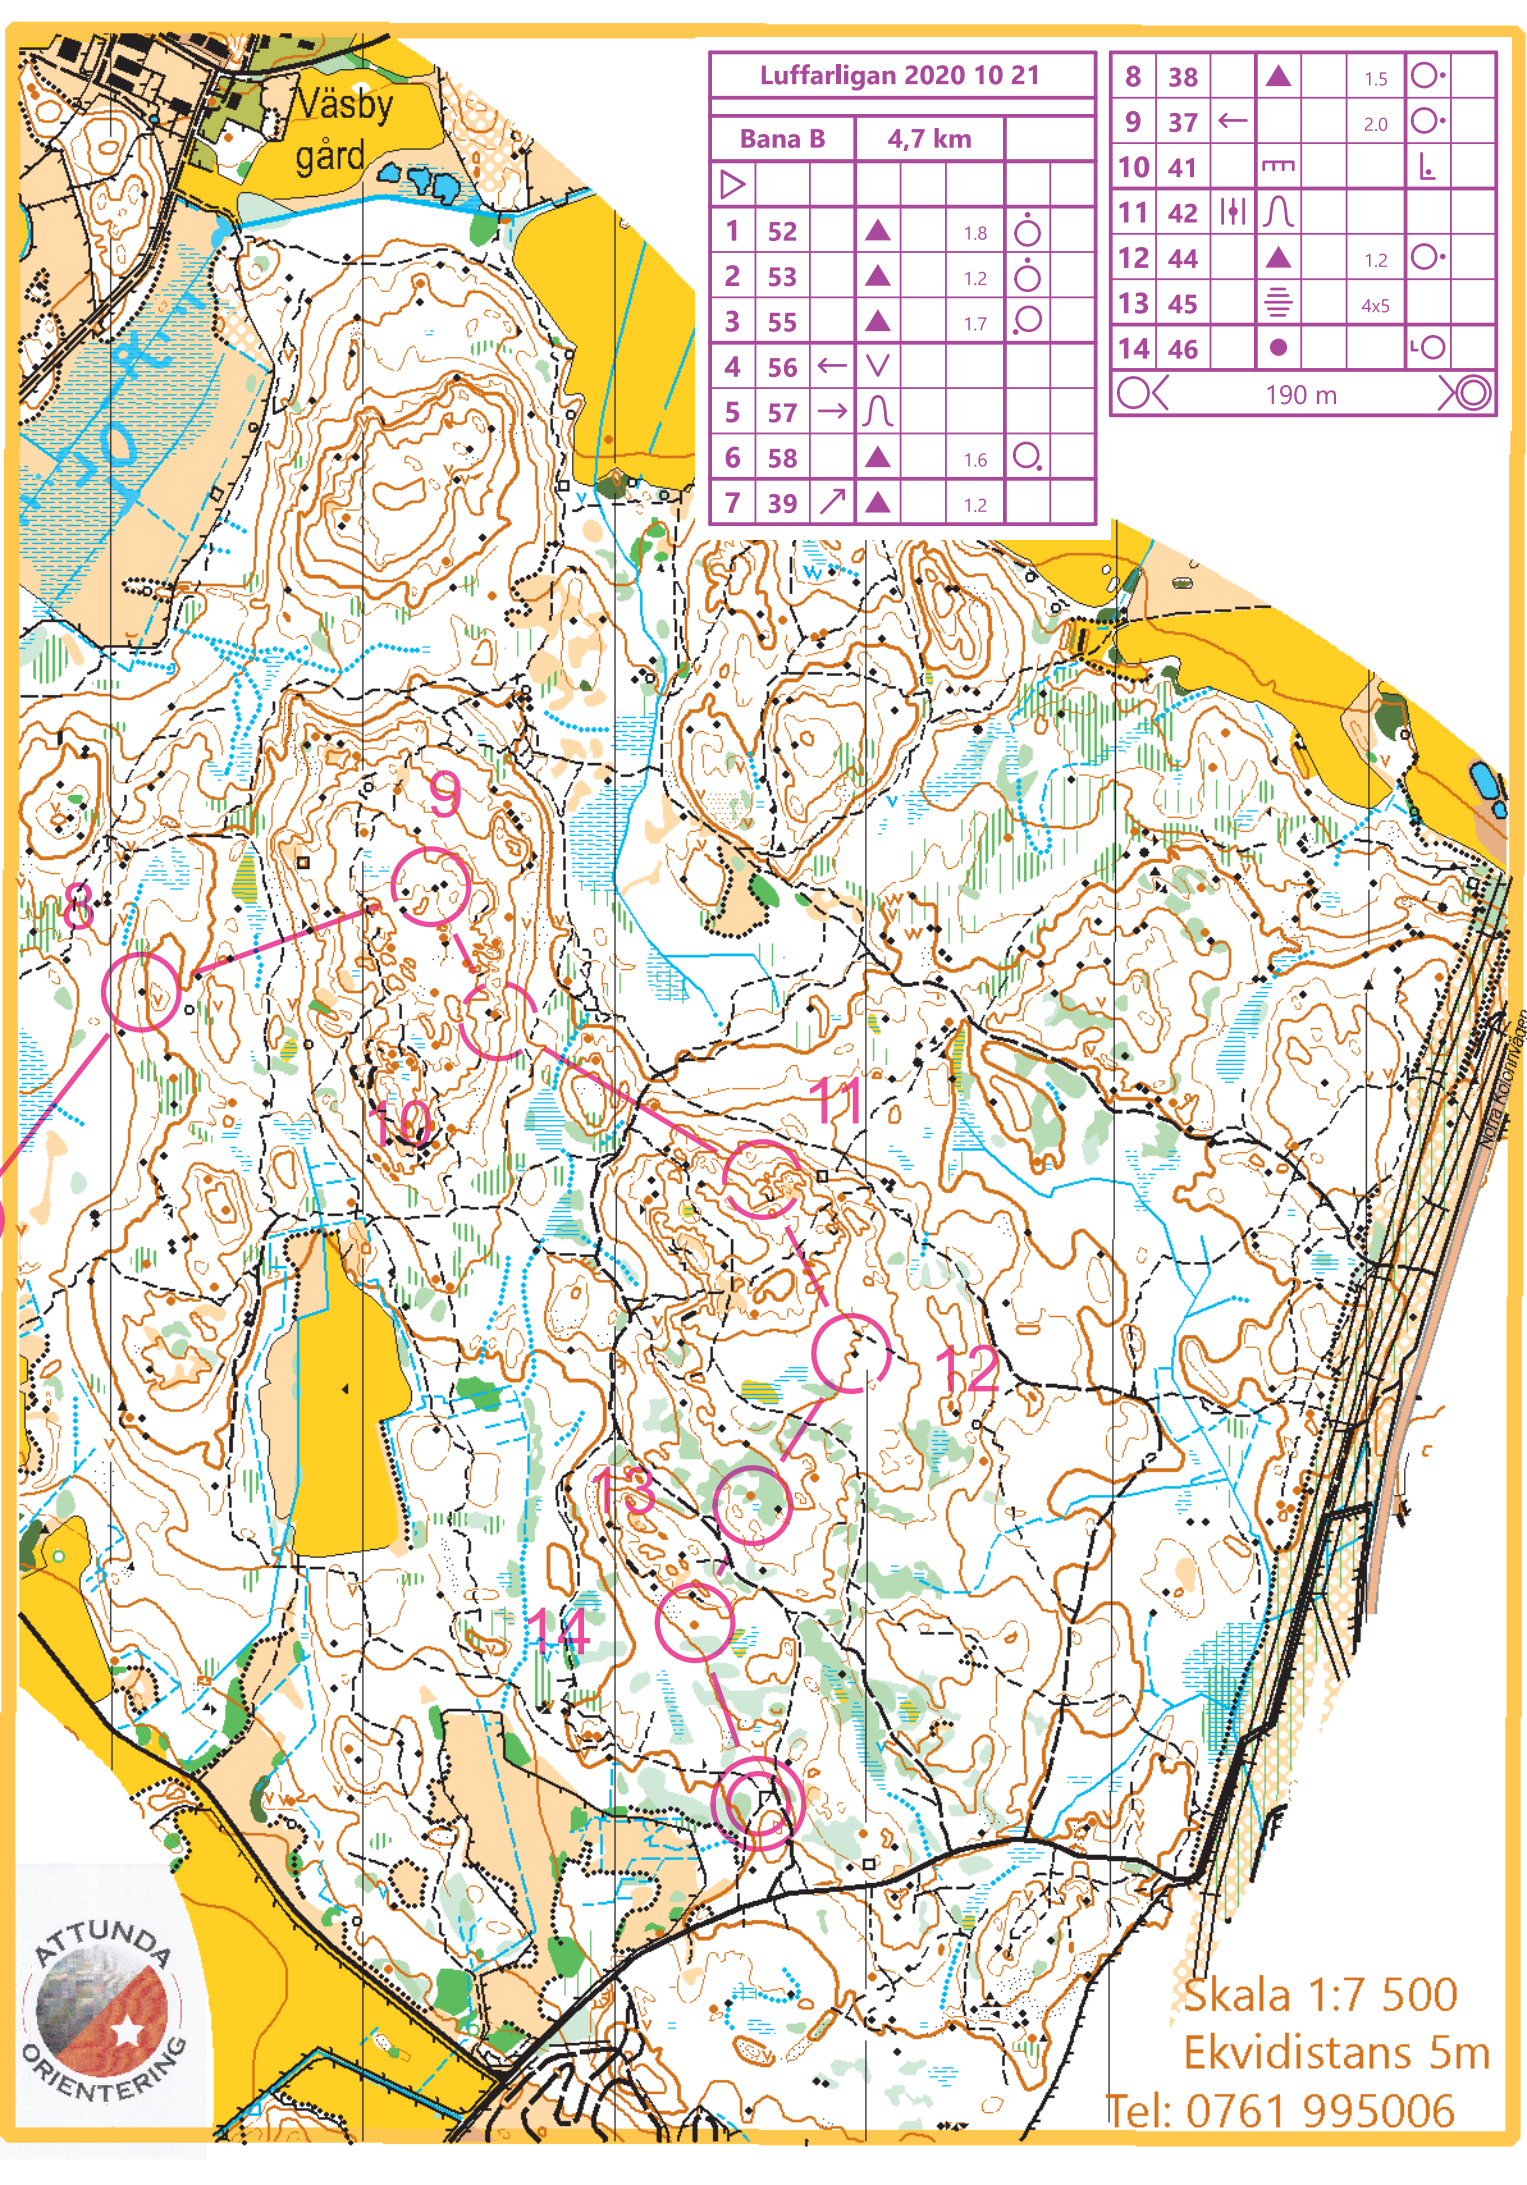 Väsby
gård
Luffarligan 2020 10 21
Bana B 4,7 km
1 52 1.8
2 53 1.2
3 55 1.7
4 56
5 57
6 58 1.6
7 39 1.2
8 38 1.5
9 37 2.0
10 41
11 42
12 44 1.2
13 45 4x5
14 46
190 m
9
8
10
11
12
13
14
Norra Kolonnvägen
ATTUNDA
ORIENTERING
Skala 1:7 500
Ekvidistans 5m
Tel: 0761 995006